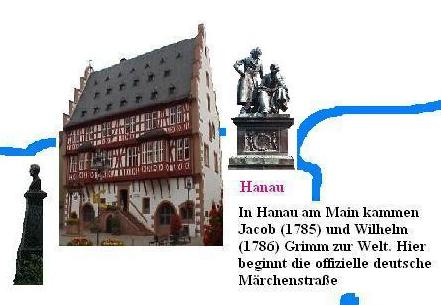 Hanau
In Hanau am Main kammen
Jacob (1785) und Wilhelm
(1786) Grimm zur Welt. Hier
beginnt die offizielle deutsche
Märchenstraße